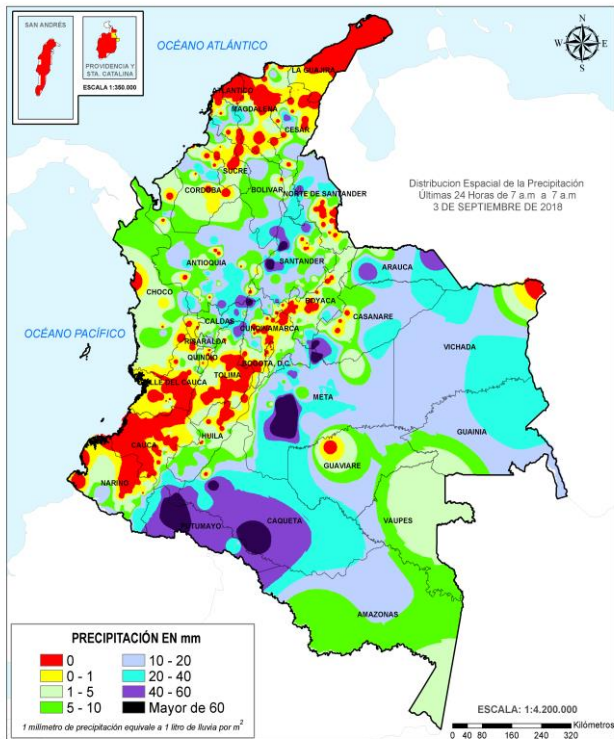 SAN ANDRÉS
PROVIDENCIA Y
STA. CATALINA
ESCALA 1:350.000
OCÉANO ATLÁNTICO
N
W E
S
LA GUAJIRA
ATLANTICO
MAGDALENA
CESAR
SUCRE
CORDOBA
BOLIVAR
NORTE DE SANTANDER
Distribucion Espacial de la Precipitación
Últimas 24 Horas de 7 a.m a 7 a.m
3 DE SEPTIEMBRE DE 2018
ANTIOQUIA
SANTANDER
ARAUCA
CHOCO
BOYACA
OCÉANO PACÍFICO
CALDAS
CUNDINAMARCA
CASANARE
RISARALDA
VICHADA
QUINDIO
BOGOTA, D.C.
TOLIMA
VALLE DEL CAUCA
META
GUAINIA
HUILA
CAUCA
GUAVIARE
NARIÑO
VAUPES
PUTUMAYO
CAQUETA
AMAZONAS
PRECIPITACIÓN EN mm
0 10 - 20
0 - 1 20 - 40
1 - 5 40 - 60
5 - 10 Mayor de 60
1 milímetro de precipitación equivale a 1 litro de lluvia por m²
ESCALA: 1:4.200.000
0 40 80 160 240 320 Kilómetros